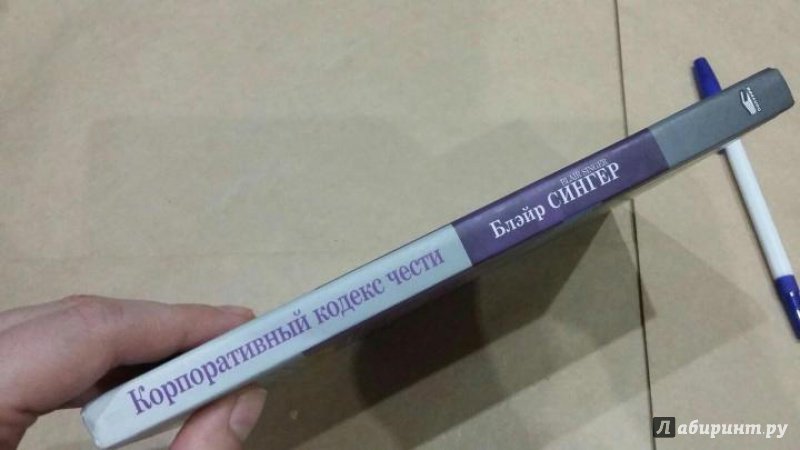 Корпоративный кодекс чести
BLAIR SINGER
Блэйр СИНГЕР
Лабиринт.ру